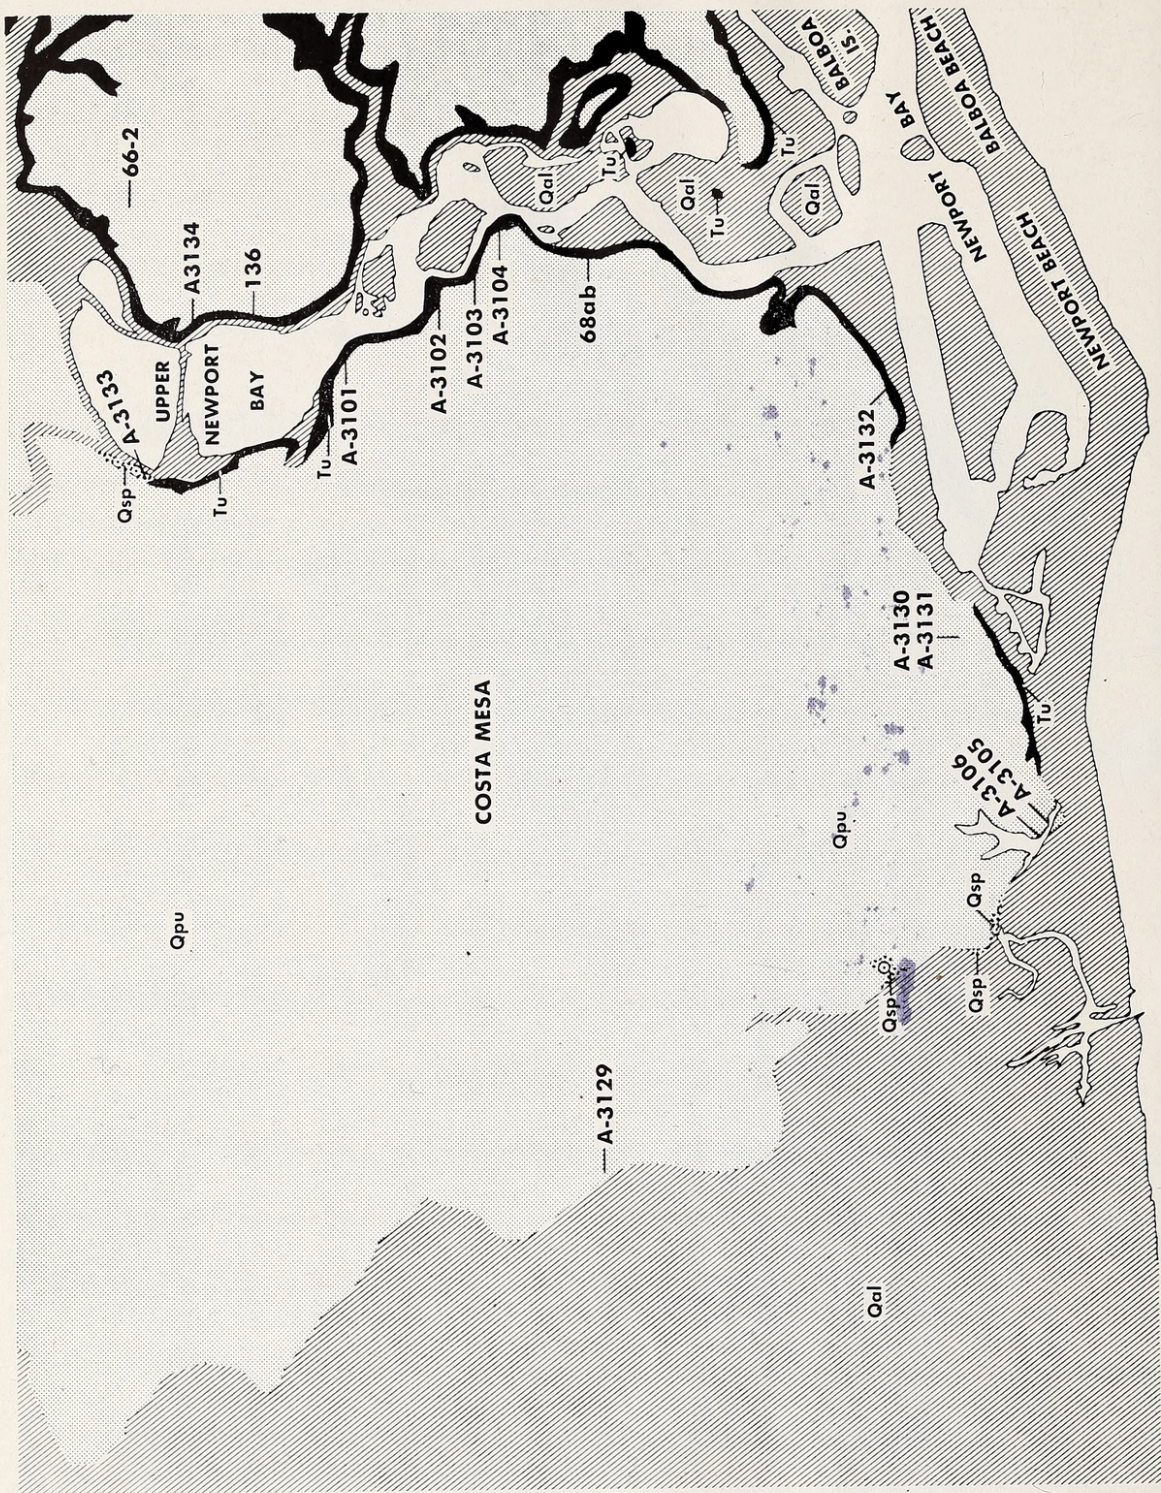 66-2
A3134
136
A-3133
UPPER
NEWPORT
BAY
Qsp
Tu
Tu
A-3101
A-3102
A-3103
A-3104
68ab
Qal
Tu
Qal
Tu
Tu
Qal
BALBOA
IS.
BAY
BALBOA BEACH
NEWPORT
NEWPORT BEACH
A-3132
A-3130
A-3131
COSTA MESA
Tu
A-3106
A-3105
Qpu
Qpu
Qsp
Qsp
Qsp
A-3129
Qal